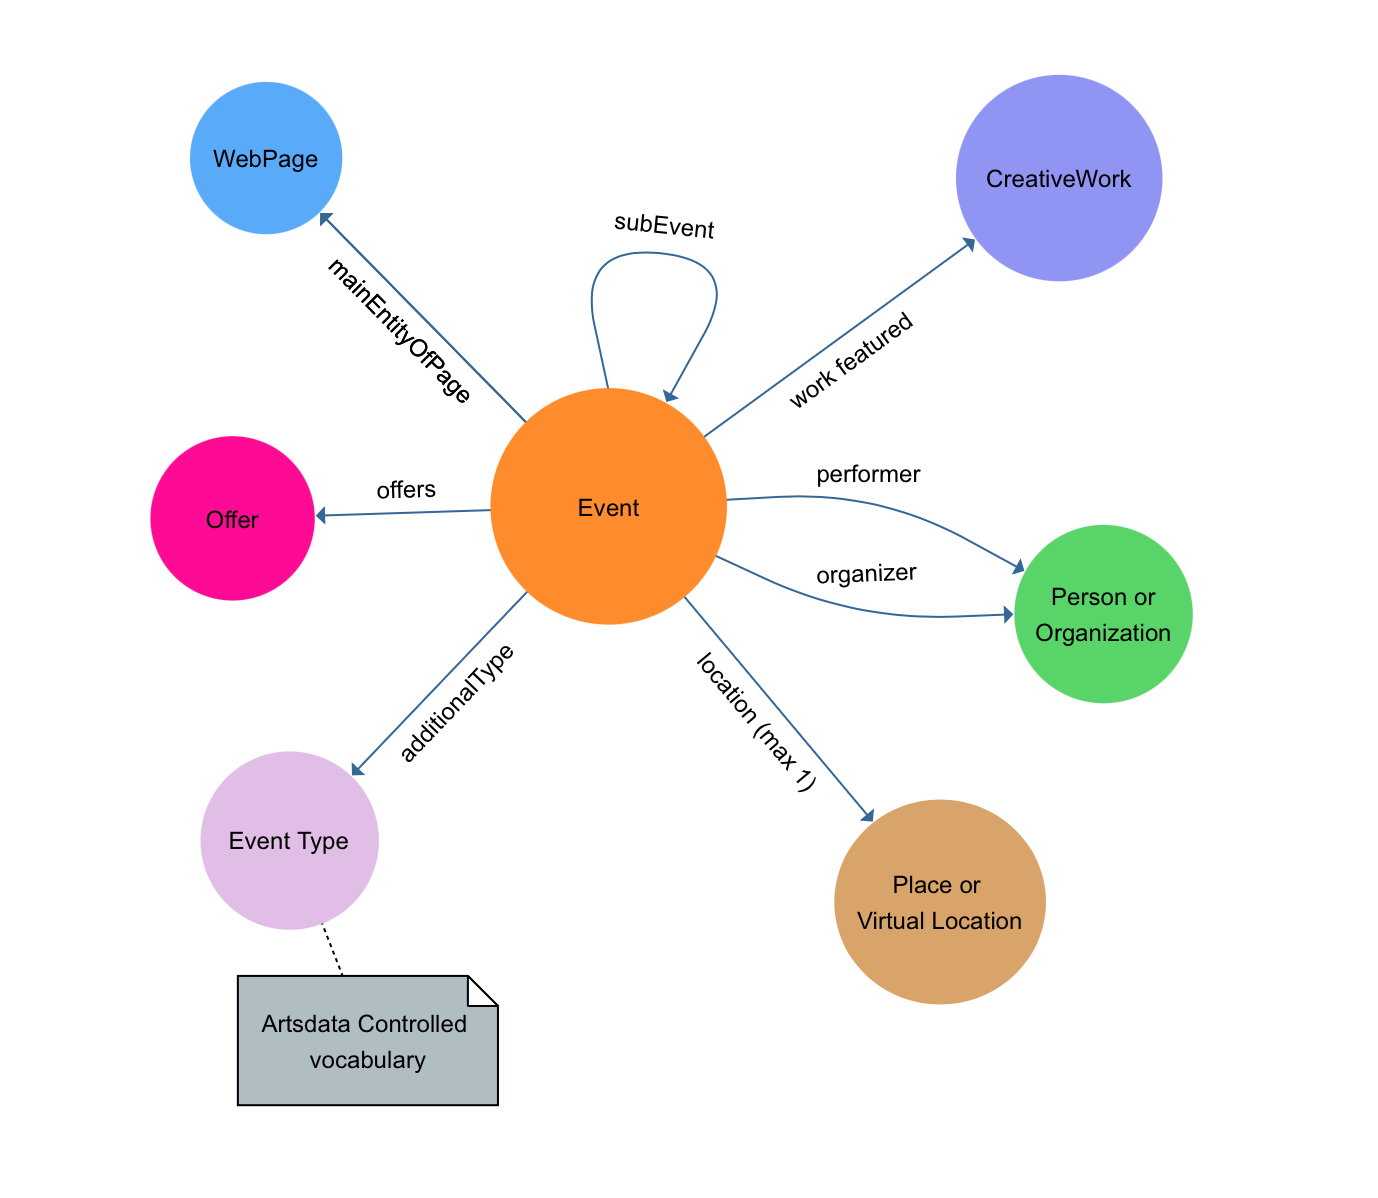 WebPage
CreativeWork
subEvent
mainEntityOfPage
work featured
performer
offers
Event
Offer
organizer
Person or
Organization
additionalType
location (max 1)
Event Type
Place or
Virtual Location
Artsdata Controlled
vocabulary